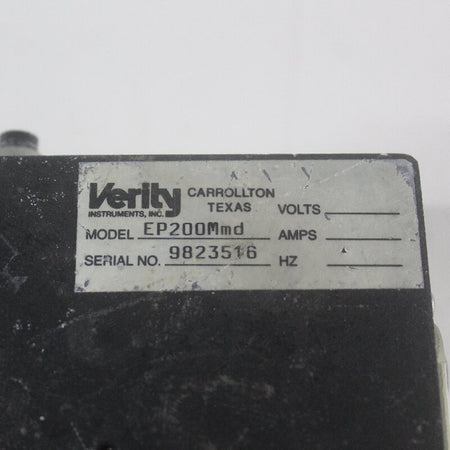 Verity CARROLLTON
INSTRUMENTS, INC. TEXAS VOLTS
MODEL EP200Mmd AMPS
SERIAL NO. 9823516 HZ